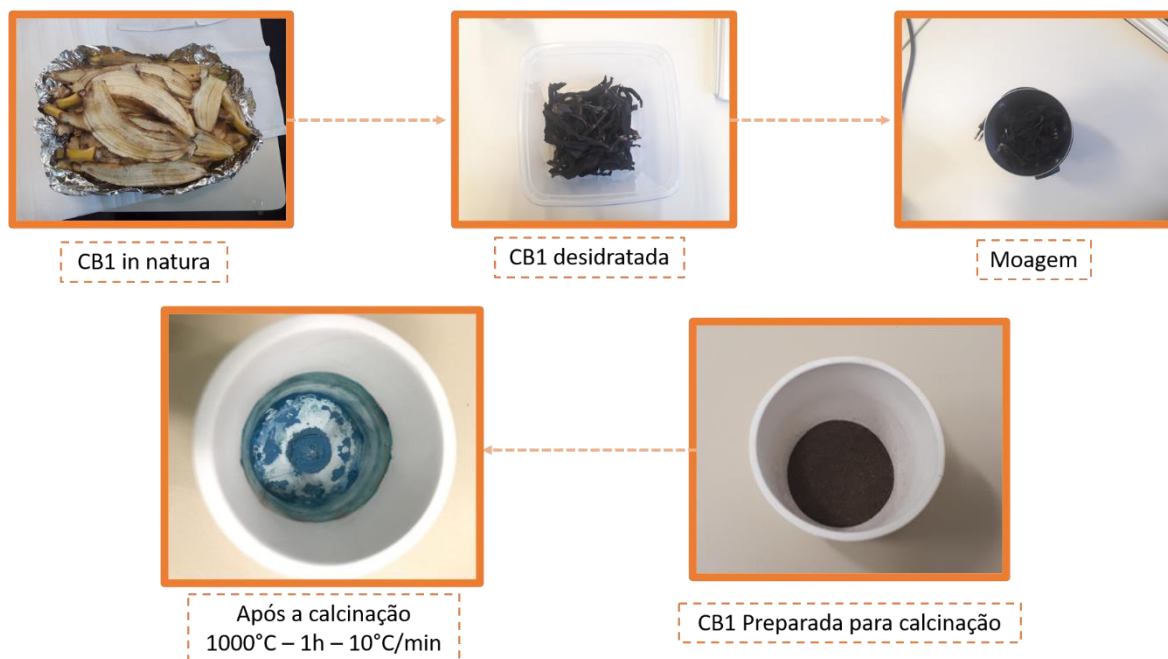 CB1 in natura
CB1 desidratada
Moagem
CB1 Preparada para calcinação
Após a calcinação
1000°C – 1h – 10°C/min